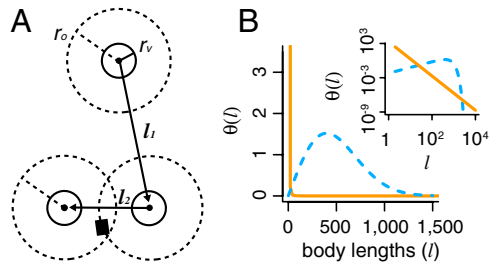 A
r_o
r_v
l_1
l_2
B
θ(l)
3
2
1
0
0
500
1,000
1,500
body lengths (l)
θ(l)
10^3
10^-3
10^-9
1
10^2
10^4
l